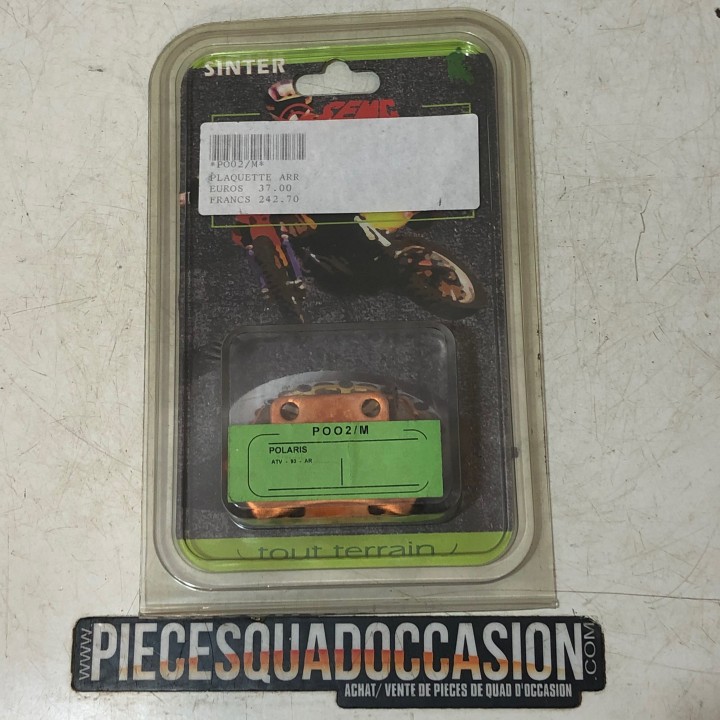 SINTER
SEMC
*POO2/M*
PLAQUETTE ARR
EUROS 37.00
FRANCS 242.70
POO2/M
POLARIS
ATV - 93 - AR
tout terrain
WWW.
PIECESQUADOCCASION
.COM
ACHAT/ VENTE DE PIECES DE QUAD D'OCCASION